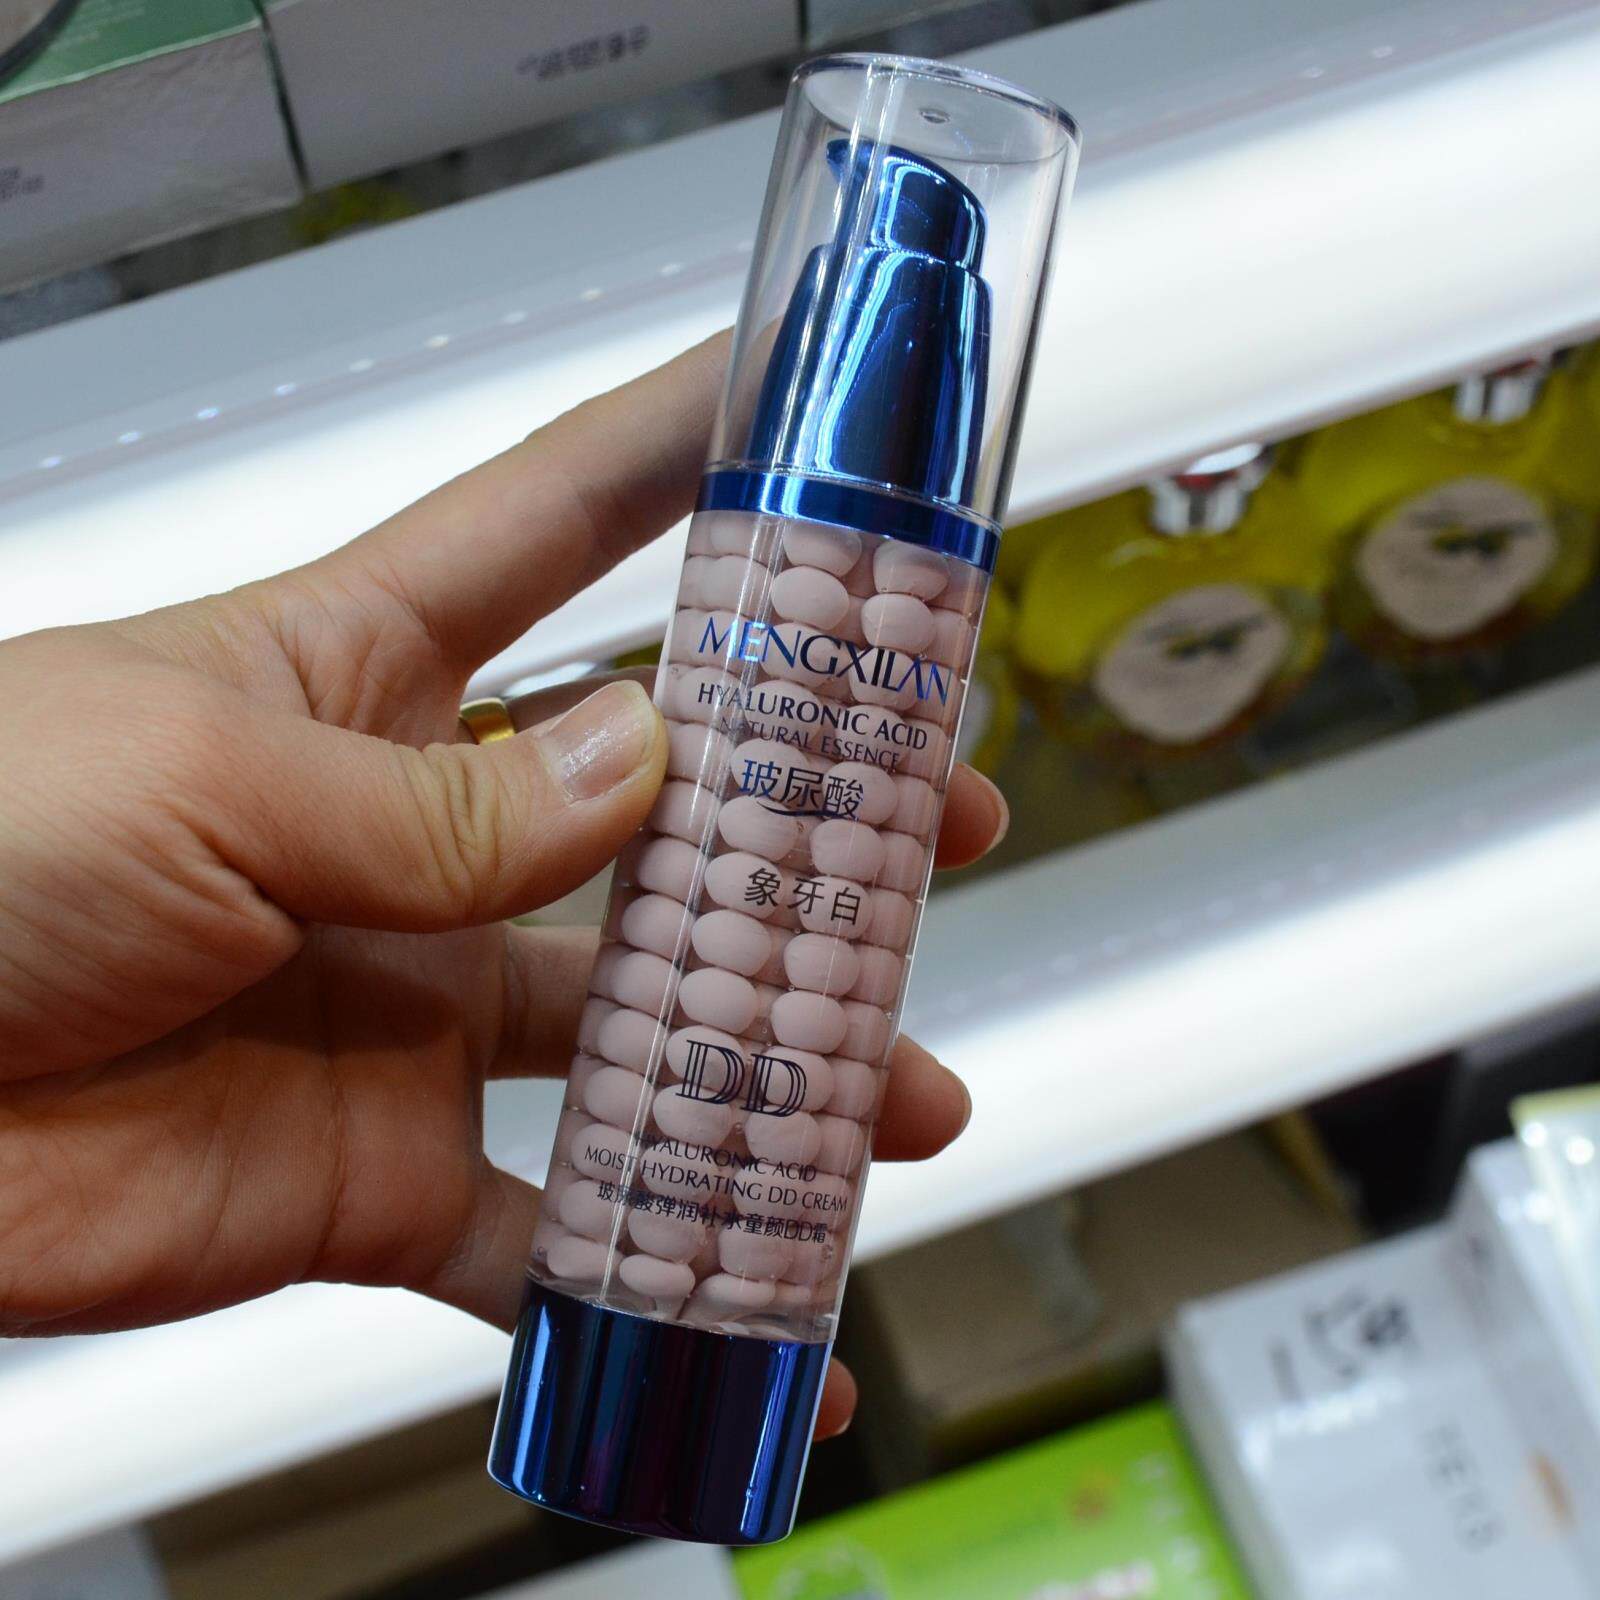 MENGXILAN
HYALURONIC ACID
NATURAL ESSENCE
玻尿酸
象牙白
DD
HYALURONIC ACID
MOIST HYDRATING DD CREAM
玻尿酸弹润补水童颜DD霜